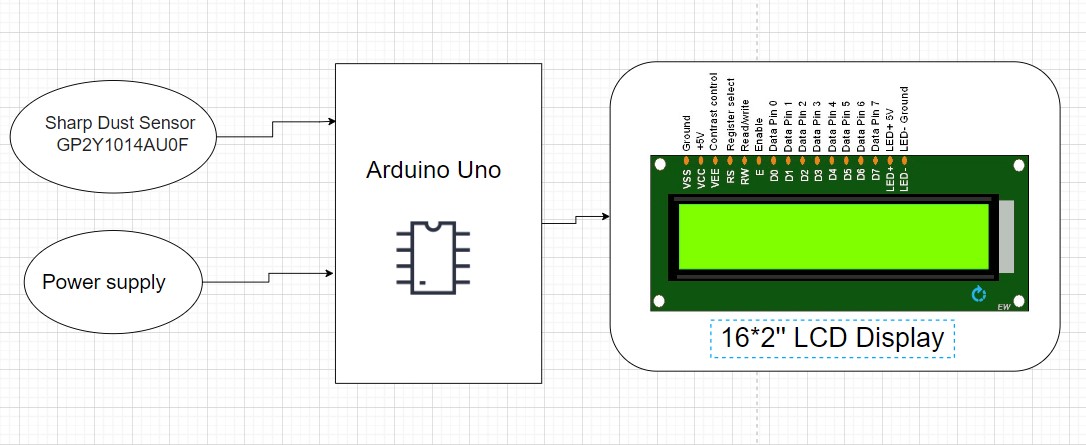 Sharp Dust Sensor
GP2Y1014AU0F
Power supply
Arduino Uno
Ground
+5V
Contrast control
Register select
Read/write
Enable
Data Pin 0
Data Pin 1
Data Pin 2
Data Pin 3
Data Pin 4
Data Pin 5
Data Pin 6
Data Pin 7
LED+ 5V
LED- Ground
VSS
VCC
VEE
RS
RW
E
D0
D1
D2
D3
D4
D5
D6
D7
LED+
LED-
EW
16*2" LCD Display